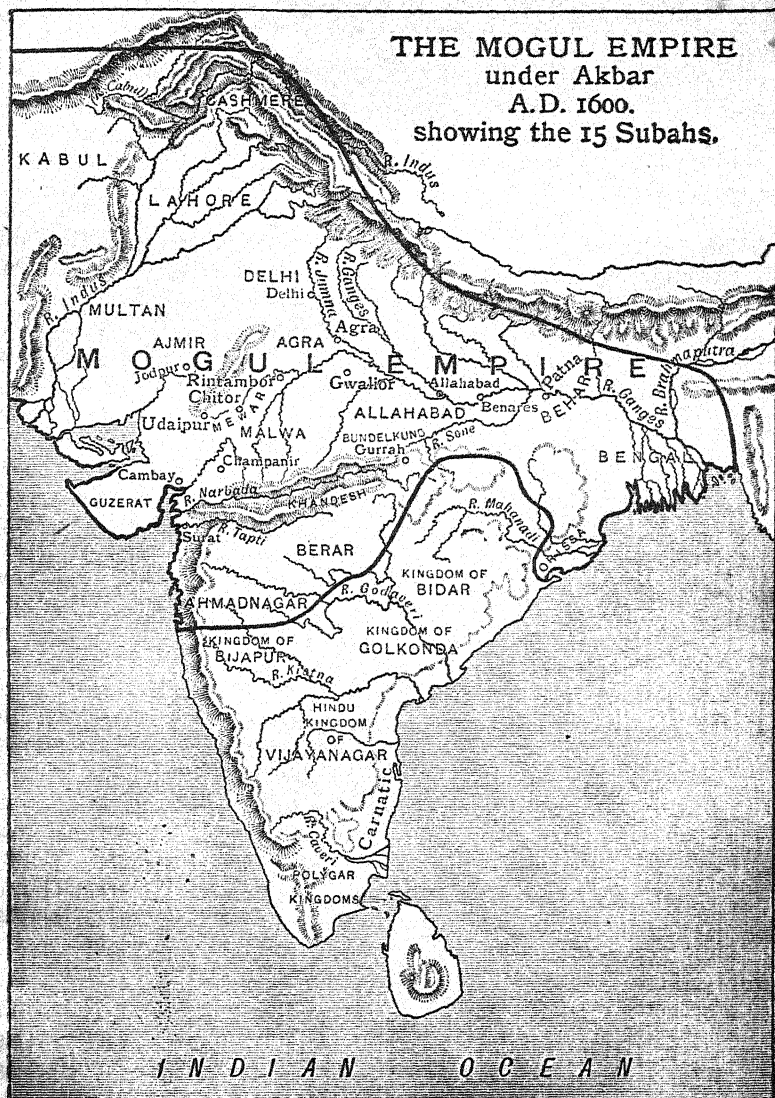 THE MOGUL EMPIRE
under Akbar
A.D. 1600.
showing the 15 Subahs.
Cabul
CASHMERE
KABUL
R. Indus
LAHORE
R. Indus
DELHI
Delhi
R. Jumna
R. Ganges
MULTAN
AJMIR
AGRA
Agra
MOGUL EMPIRE
Jodpur
Rintambor
Chitor
Gwalior
Allahabad
Patna
R. Brahmaputra
Udaipur
MEWAR
MALWA
ALLAHABAD
Benares
BEHAR
R. Ganges
BUNDELKUND
Gurrah
R. Sone
BENGAL
Champanir
Cambay
GUZERAT
R. Narbada
KHANDESH
Surat
R. Tapti
BERAR
R. Mahanadi
ORISSA
KINGDOM OF
BIDAR
AHMADNAGAR
R. Godaveri
KINGDOM OF
BIJAPUR
KINGDOM OF
GOLKONDA
R. Kistna
HINDU
KINGDOM
OF
VIJAYANAGAR
Carnatic
R. Caveri
POLYGAR
KINGDOMS
INDIAN OCEAN